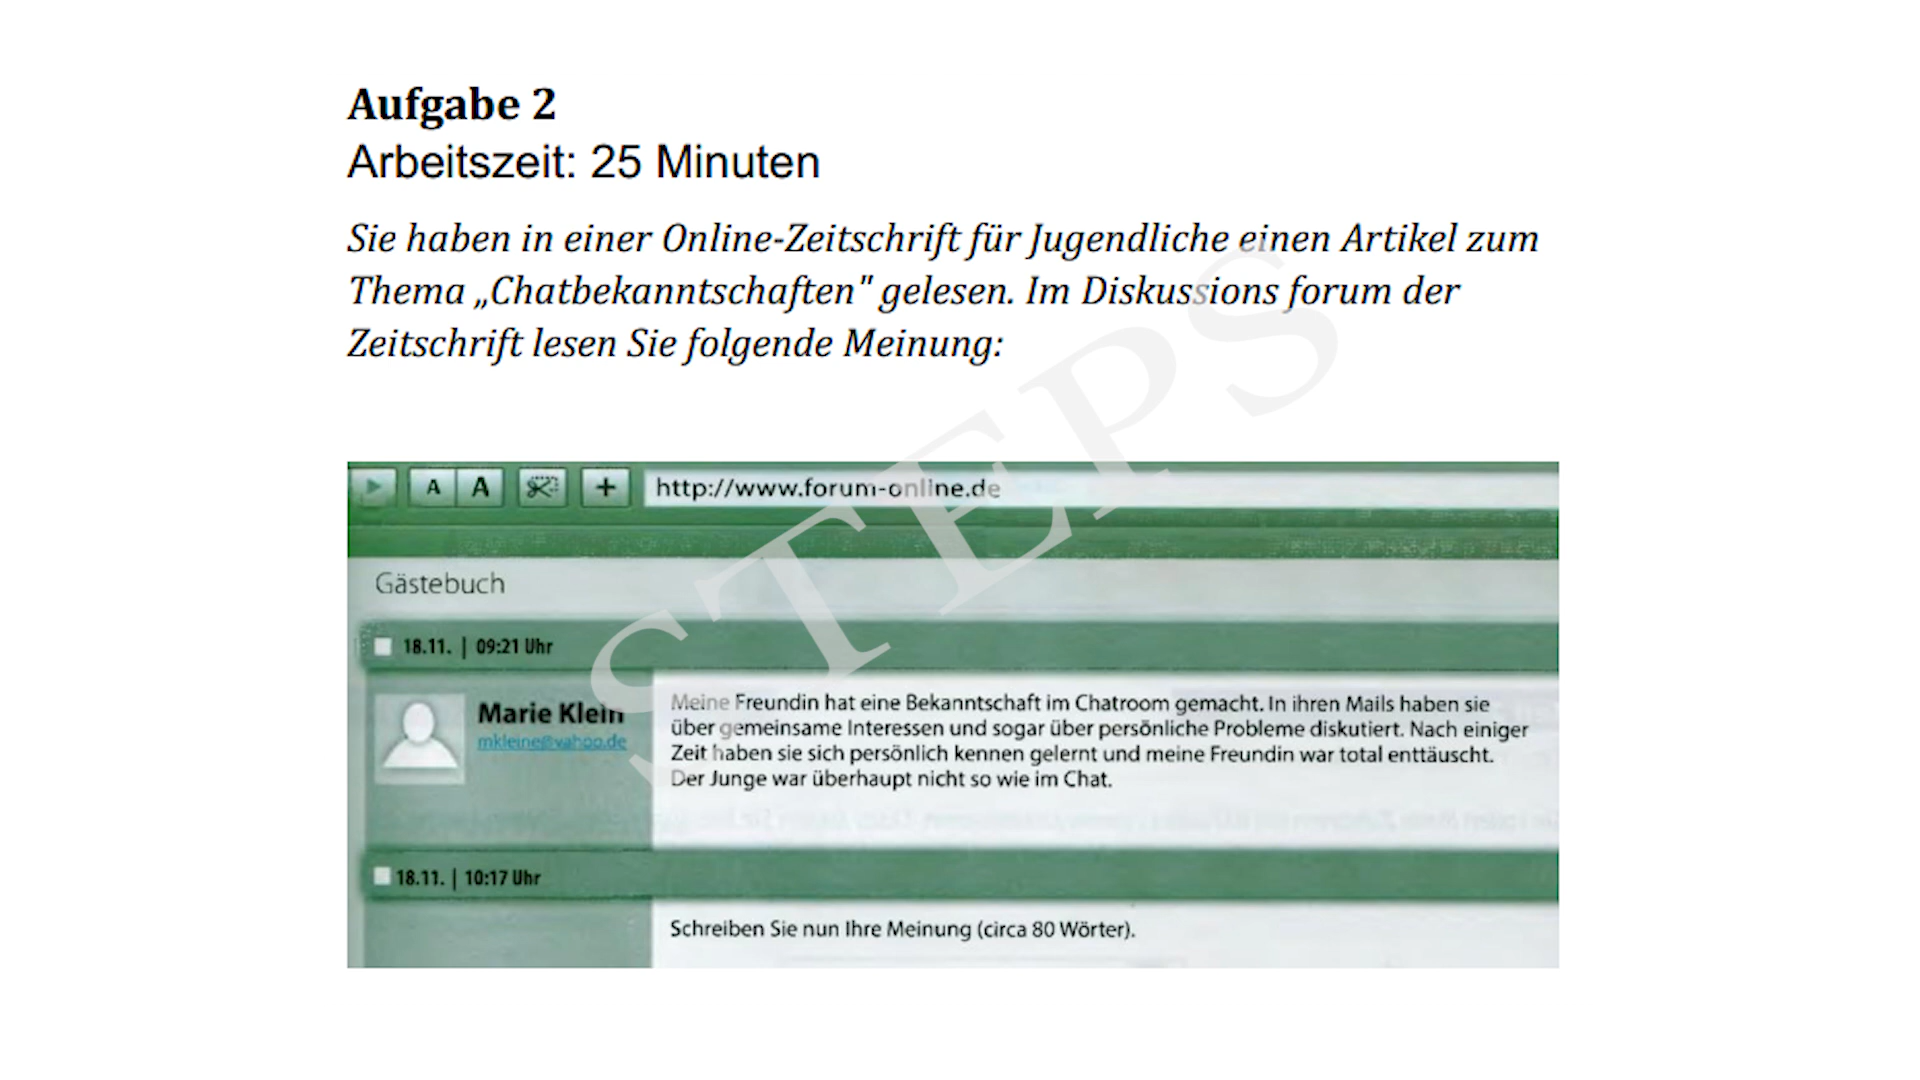 Aufgabe 2
Arbeitszeit: 25 Minuten
Sie haben in einer Online-Zeitschrift für Jugendliche einen Artikel zum
Thema „Chatbekanntschaften" gelesen. Im Diskussions forum der
Zeitschrift lesen Sie folgende Meinung:
A A + http://www.forum-online.de
Gästebuch
18.11. | 09:21 Uhr
Marie Klein
mkleine@yahoo.de
Meine Freundin hat eine Bekanntschaft im Chatroom gemacht. In ihren Mails haben sie
über gemeinsame Interessen und sogar über persönliche Probleme diskutiert. Nach einiger
Zeit haben sie sich persönlich kennen gelernt und meine Freundin war total enttäuscht.
Der Junge war überhaupt nicht so wie im Chat.
18.11. | 10:17 Uhr
Schreiben Sie nun Ihre Meinung (circa 80 Wörter).
STEPS